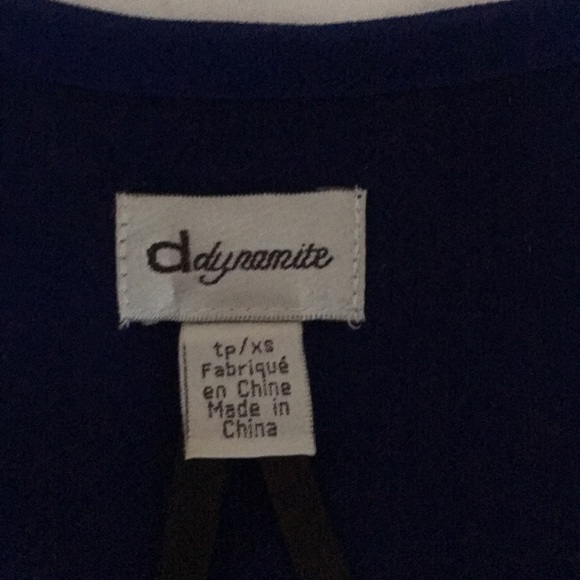 d dynamite
tp/xs
Fabriqué
en Chine
Made in
China